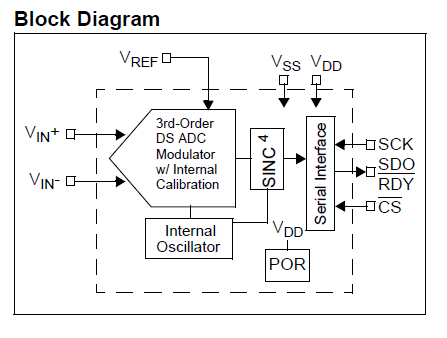 Block Diagram
VREF
VSS
VDD
VIN+
VIN-
3rd-Order
DS ADC
Modulator
w/ Internal
Calibration
SINC 4
Serial Interface
SCK
SDO
RDY
CS
Internal
Oscillator
VDD
POR